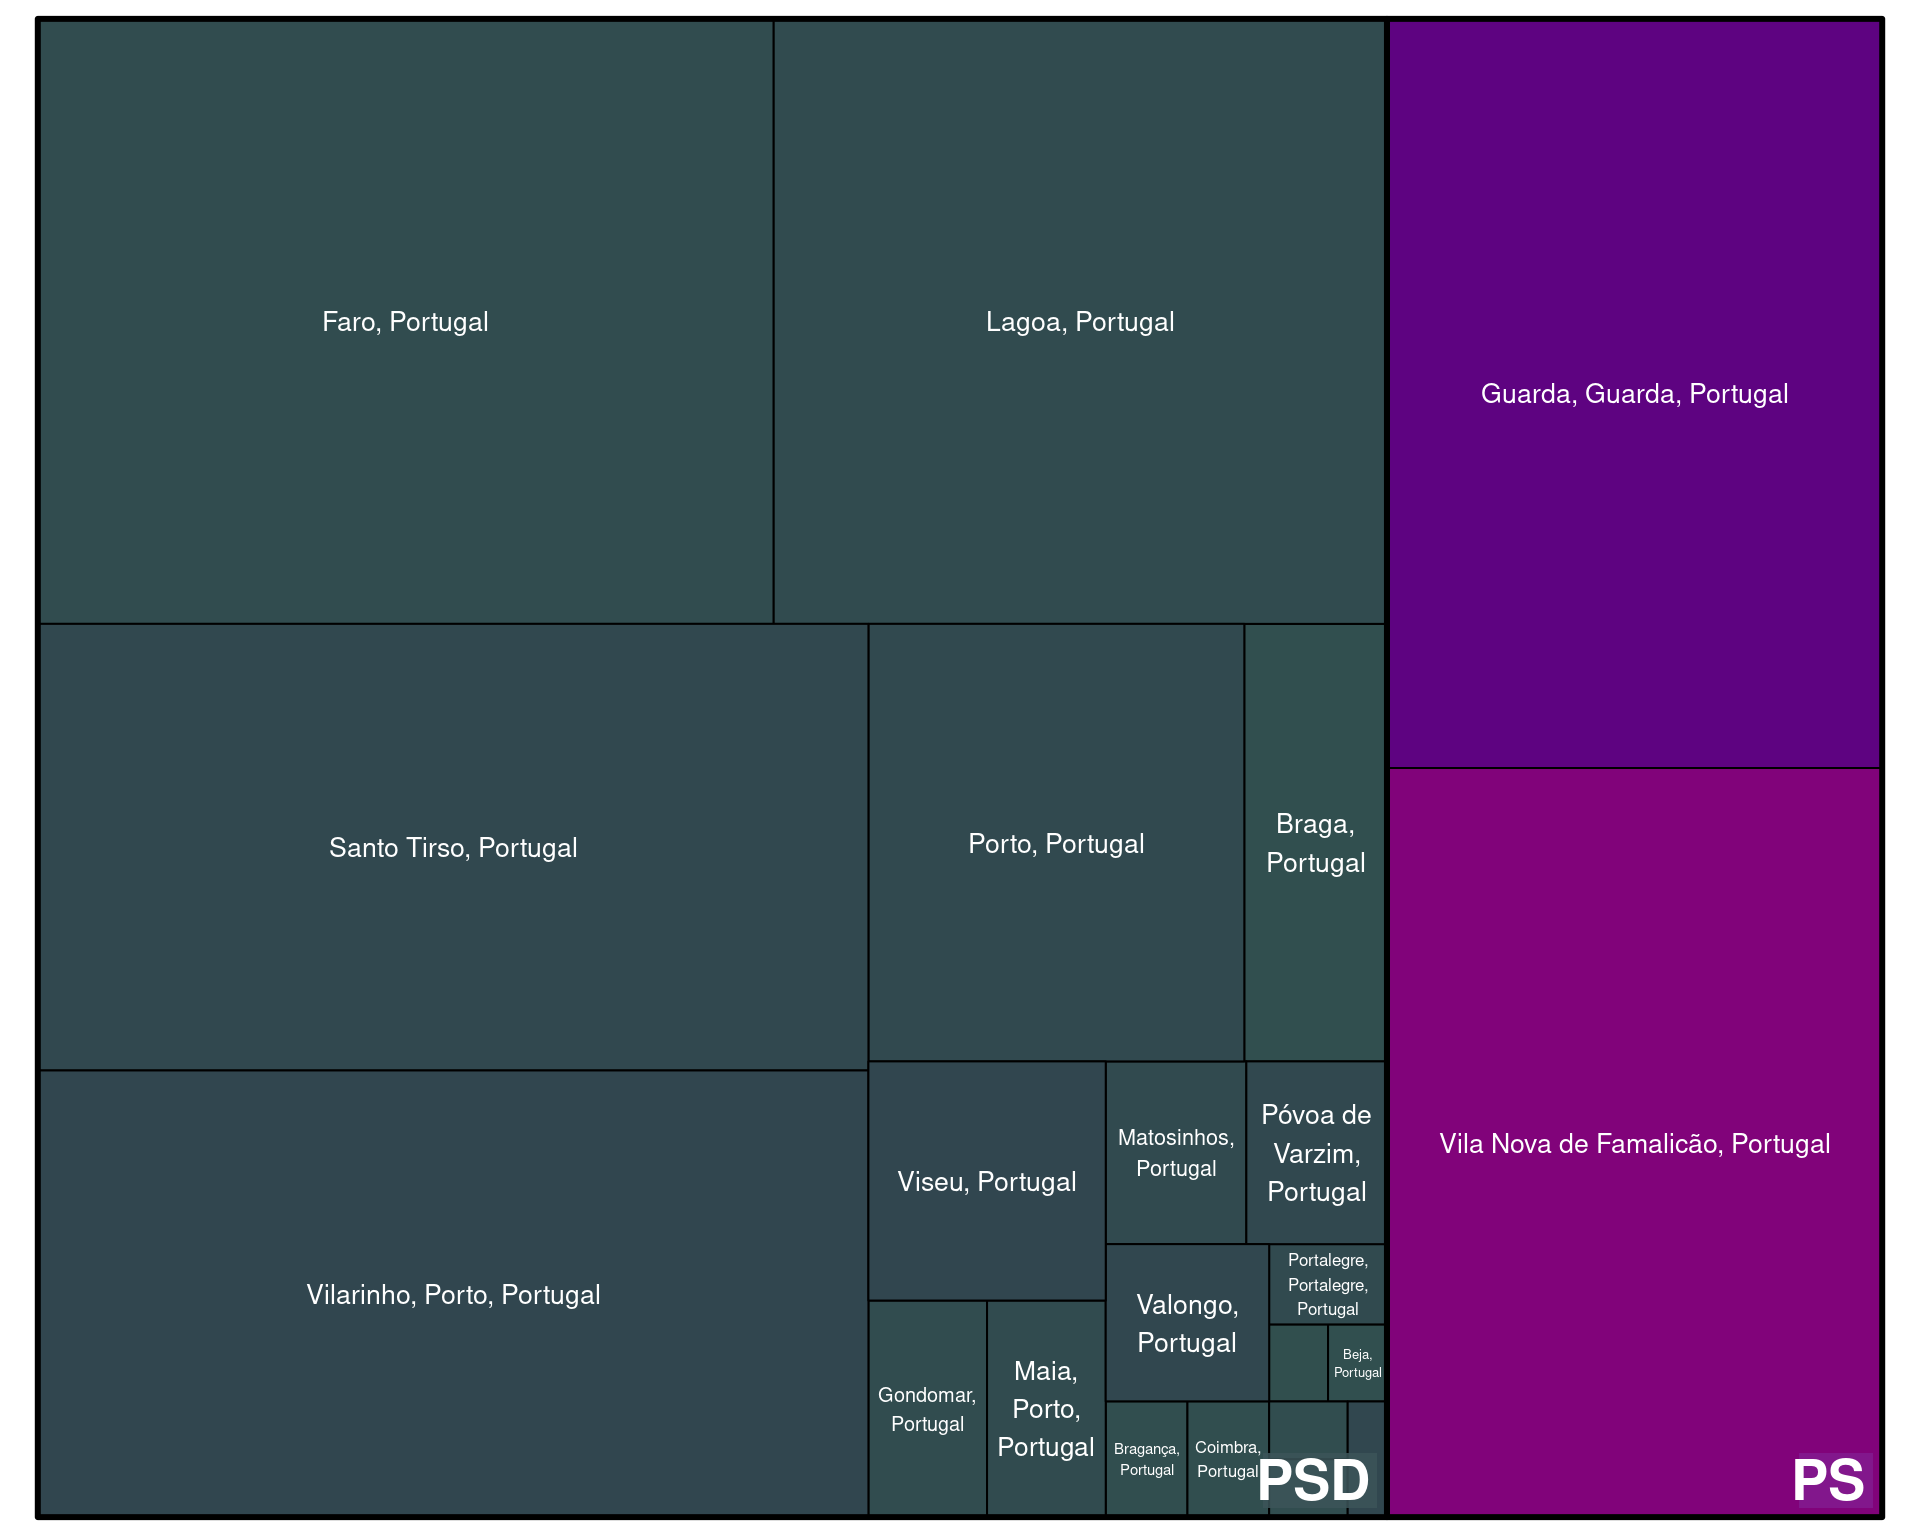 Faro, Portugal
Lagoa, Portugal
Guarda, Guarda, Portugal
Santo Tirso, Portugal
Porto, Portugal
Braga,
Portugal
Vila Nova de Famalicão, Portugal
Vilarinho, Porto, Portugal
Viseu, Portugal
Matosinhos,
Portugal
Póvoa de
Varzim,
Portugal
Valongo,
Portugal
Portalegre,
Portalegre,
Portugal
Beja,
Portugal
Gondomar,
Portugal
Maia,
Porto,
Portugal
Bragança,
Portugal
Coimbra,
Portugal
PSD
PS